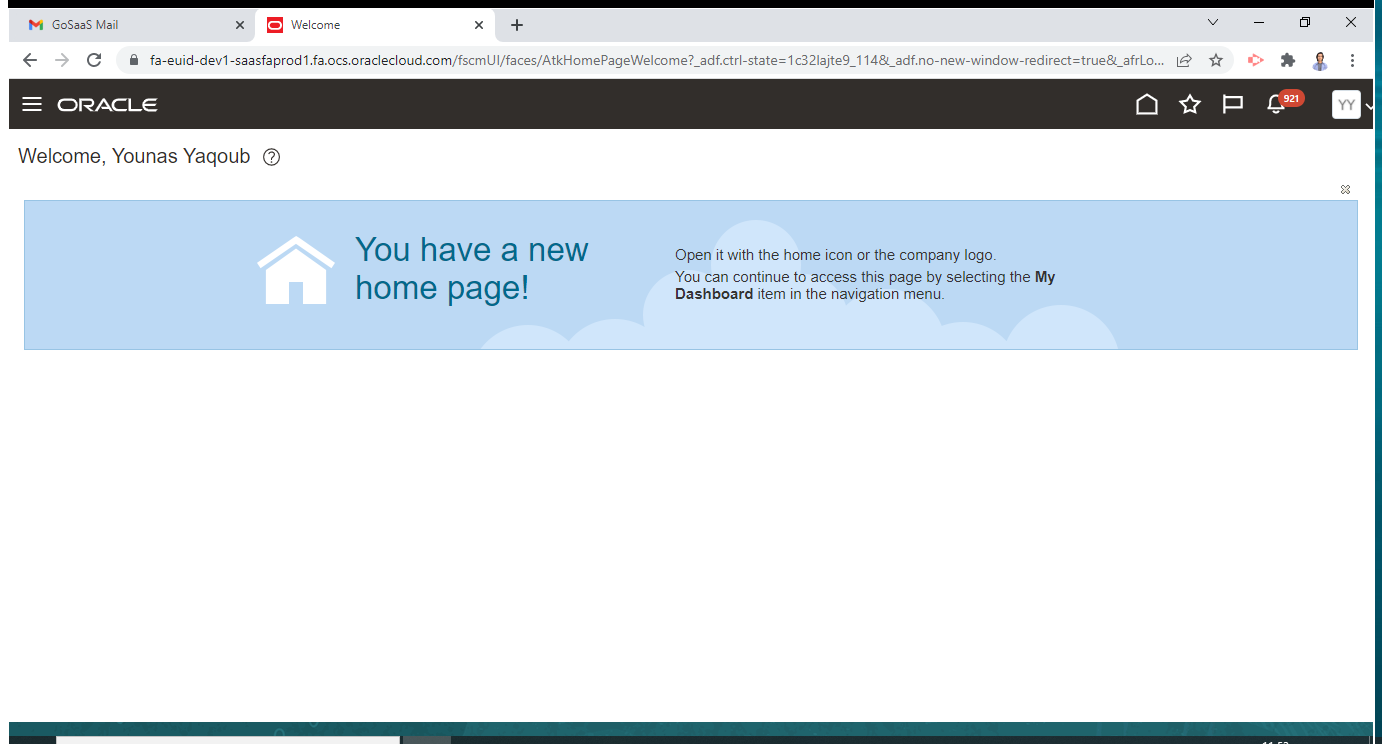 GoSaaS Mail
Welcome
fa-euid-dev1-saasfaprod1.fa.ocs.oraclecloud.com/fscmUI/faces/AtkHomePageWelcome?_adf.ctrl-state=1c32lajte9_114&_adf.no-new-window-redirect=true&_afrLo...
ORACLE
921
YY
Welcome, Younas Yaqoub
You have a new
home page!
Open it with the home icon or the company logo.
You can continue to access this page by selecting the My
Dashboard item in the navigation menu.